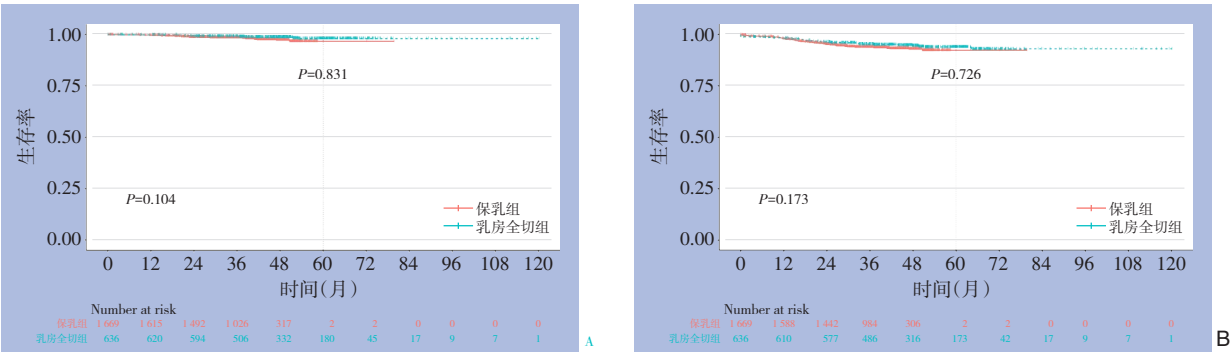 1.00
0.75
0.50
0.25
0.00
生存率
P=0.831
P=0.104
保乳组
乳房全切组
0 12 24 36 48 60 72 84 96 108 120
时间(月)
Number at risk
保乳组 1 669 1 615 1 492 1 026 317 2 2 0 0 0 0
乳房全切组 636 620 594 506 332 180 45 17 9 7 1
A
1.00
0.75
0.50
0.25
0.00
生存率
P=0.726
P=0.173
保乳组
乳房全切组
0 12 24 36 48 60 72 84 96 108 120
时间(月)
Number at risk
保乳组 1 669 1 588 1 442 984 306 2 2 0 0 0 0
乳房全切组 636 610 577 486 316 173 42 17 9 7 1
B